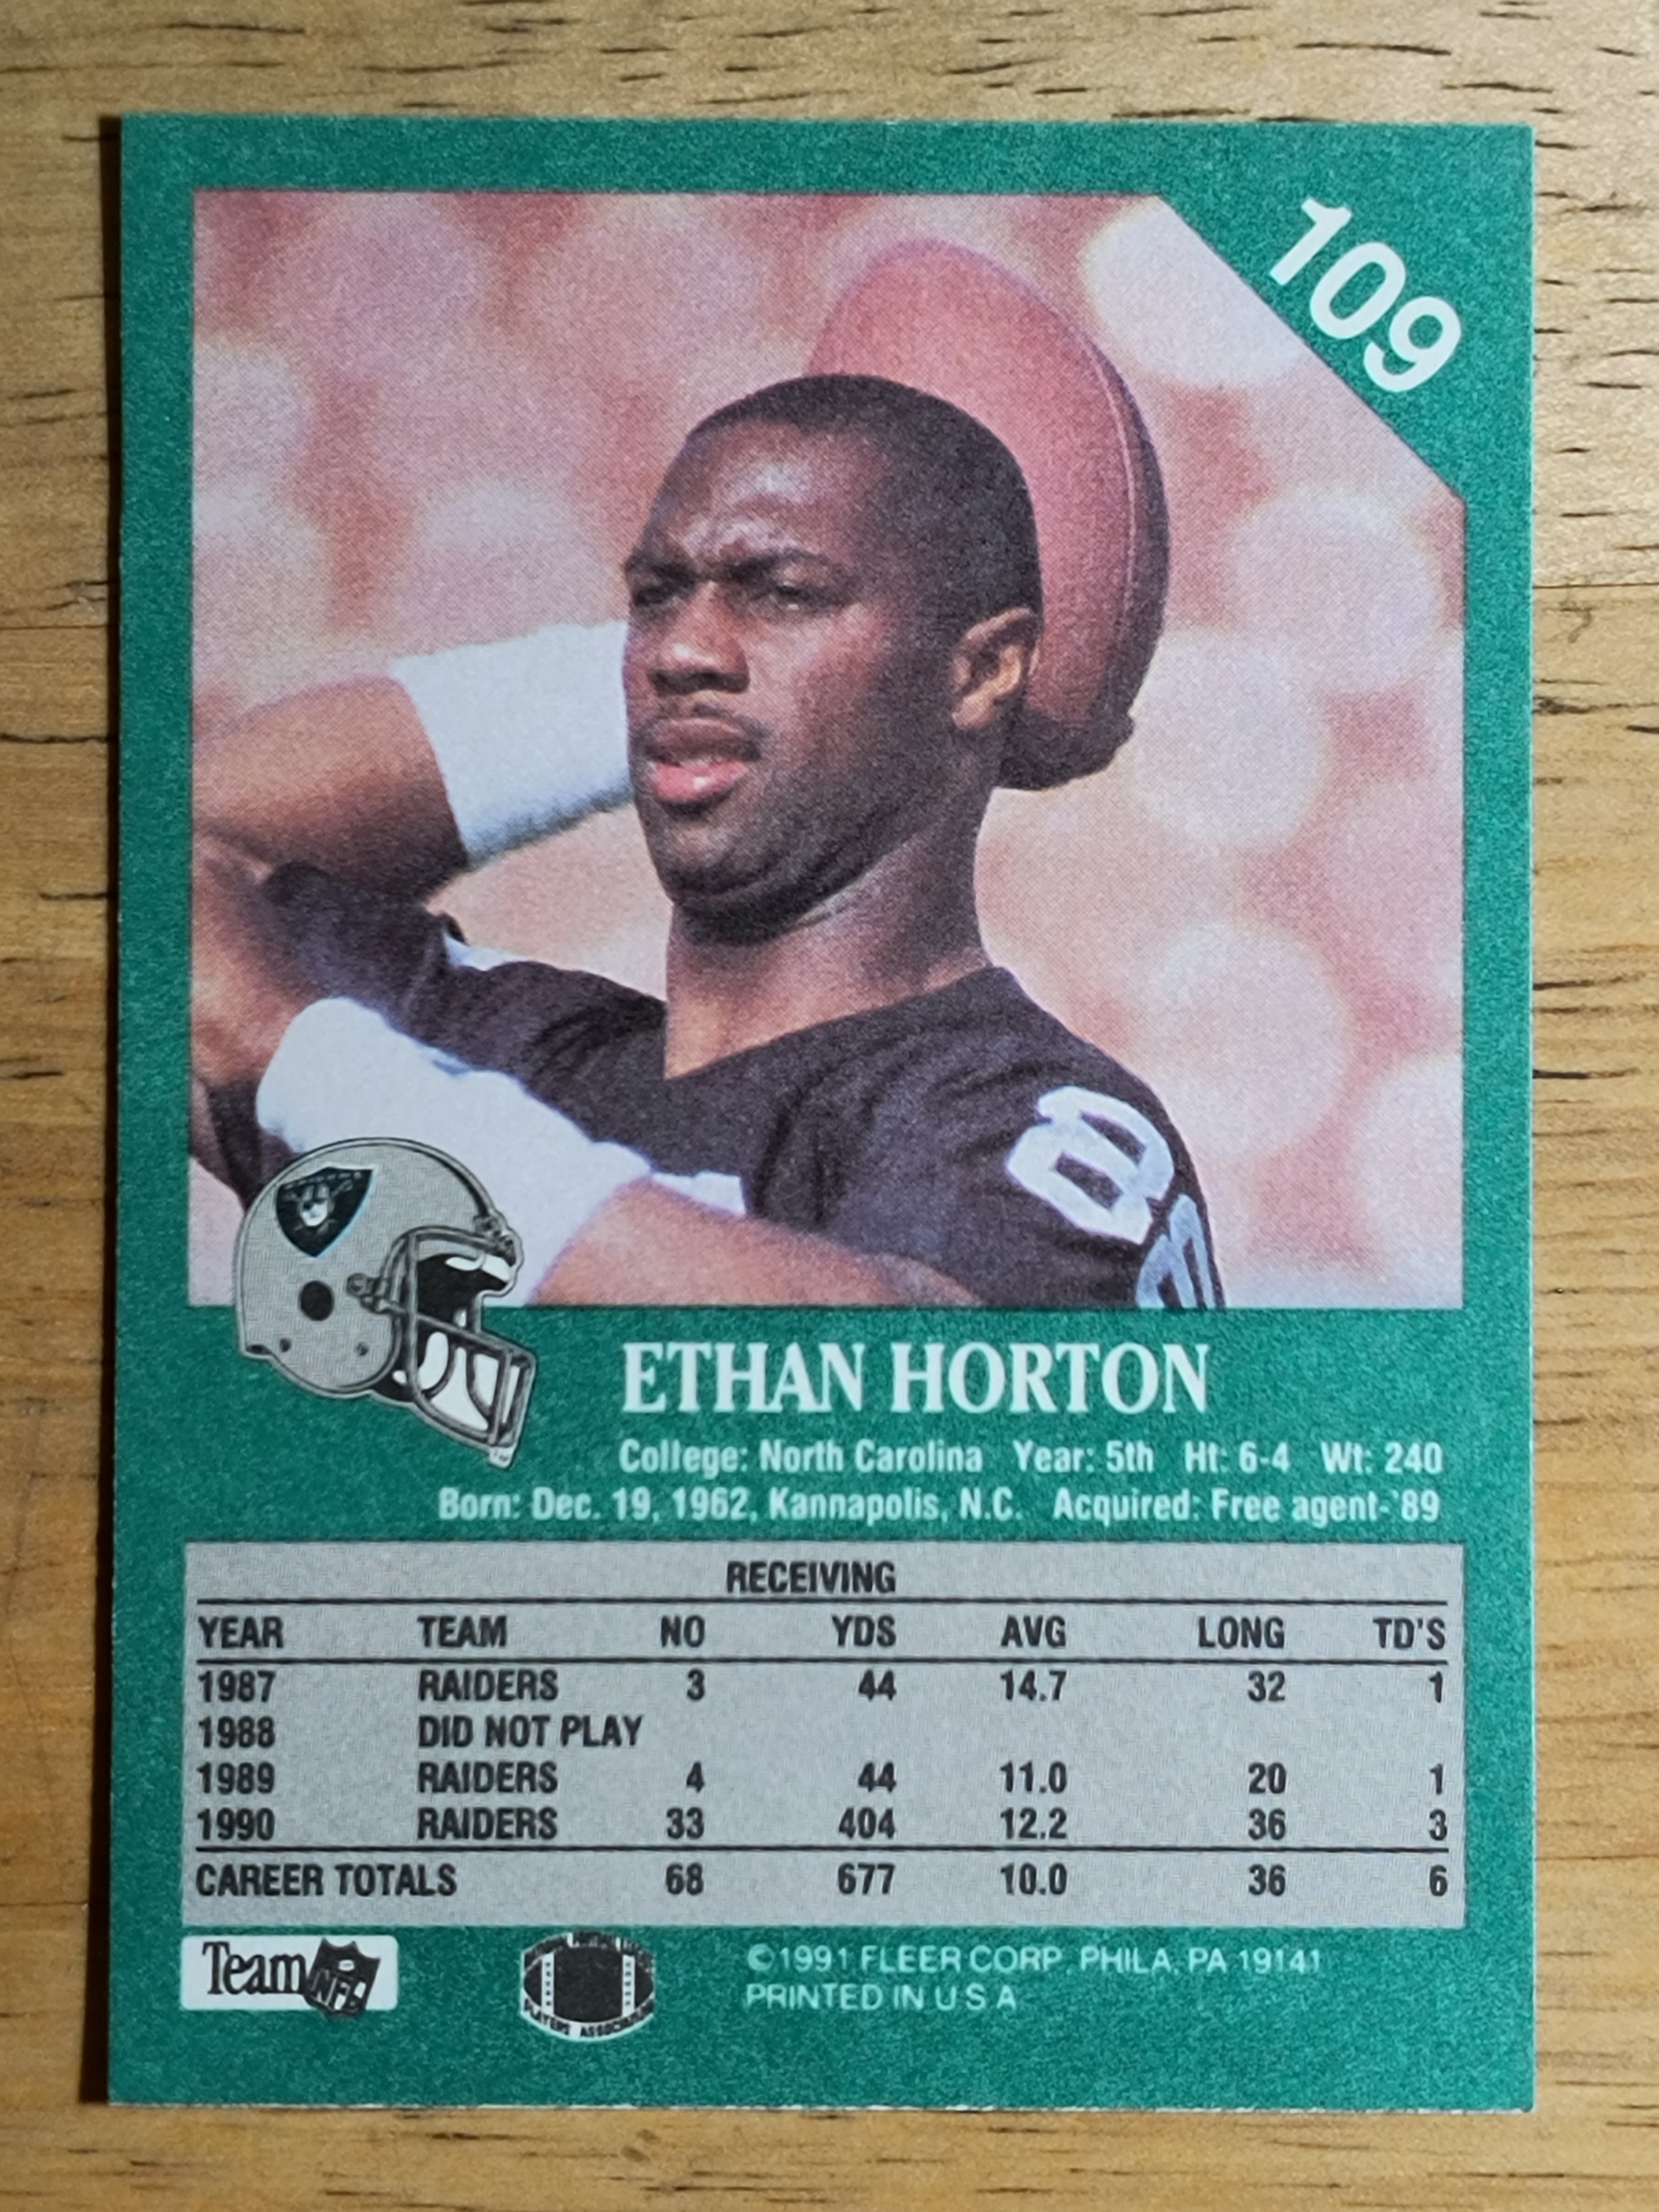 109
8
ETHAN HORTON
College: North Carolina Year: 5th Ht: 6-4 Wt: 240
Born: Dec. 19, 1962, Kannapolis, N.C. Acquired: Free agent-'89
RECEIVING
YEAR TEAM NO YDS AVG LONG TD'S
1987 RAIDERS 3 44 14.7 32 1
1988 DID NOT PLAY
1989 RAIDERS 4 44 11.0 20 1
1990 RAIDERS 33 404 12.2 36 3
CAREER TOTALS 68 677 10.0 36 6
Team NFL
©1991 FLEER CORP. PHILA, PA 19141
PLAYERS ASSOCIATION
PRINTED IN U S A